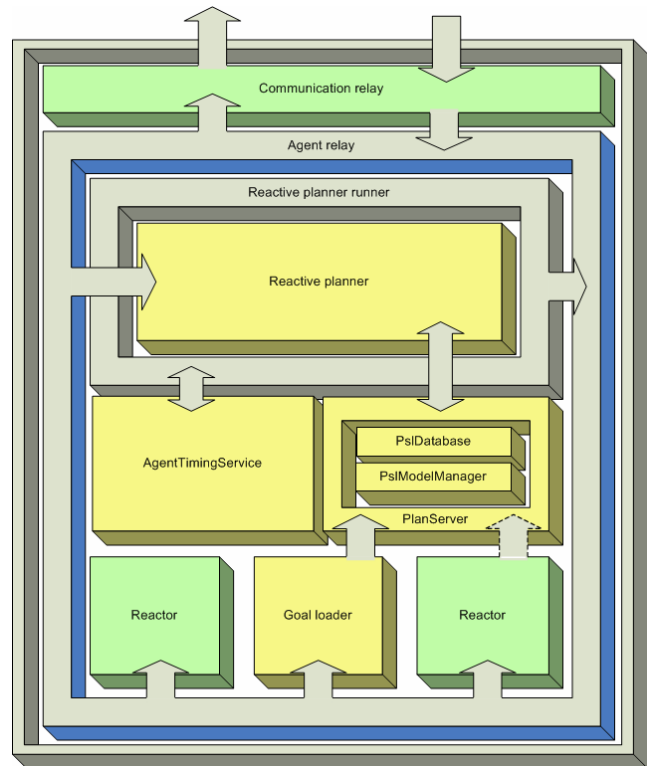 Communication relay
Agent relay
Reactive planner runner
Reactive planner
AgentTimingService
PslDatabase
PslModelManager
PlanServer
Reactor
Goal loader
Reactor